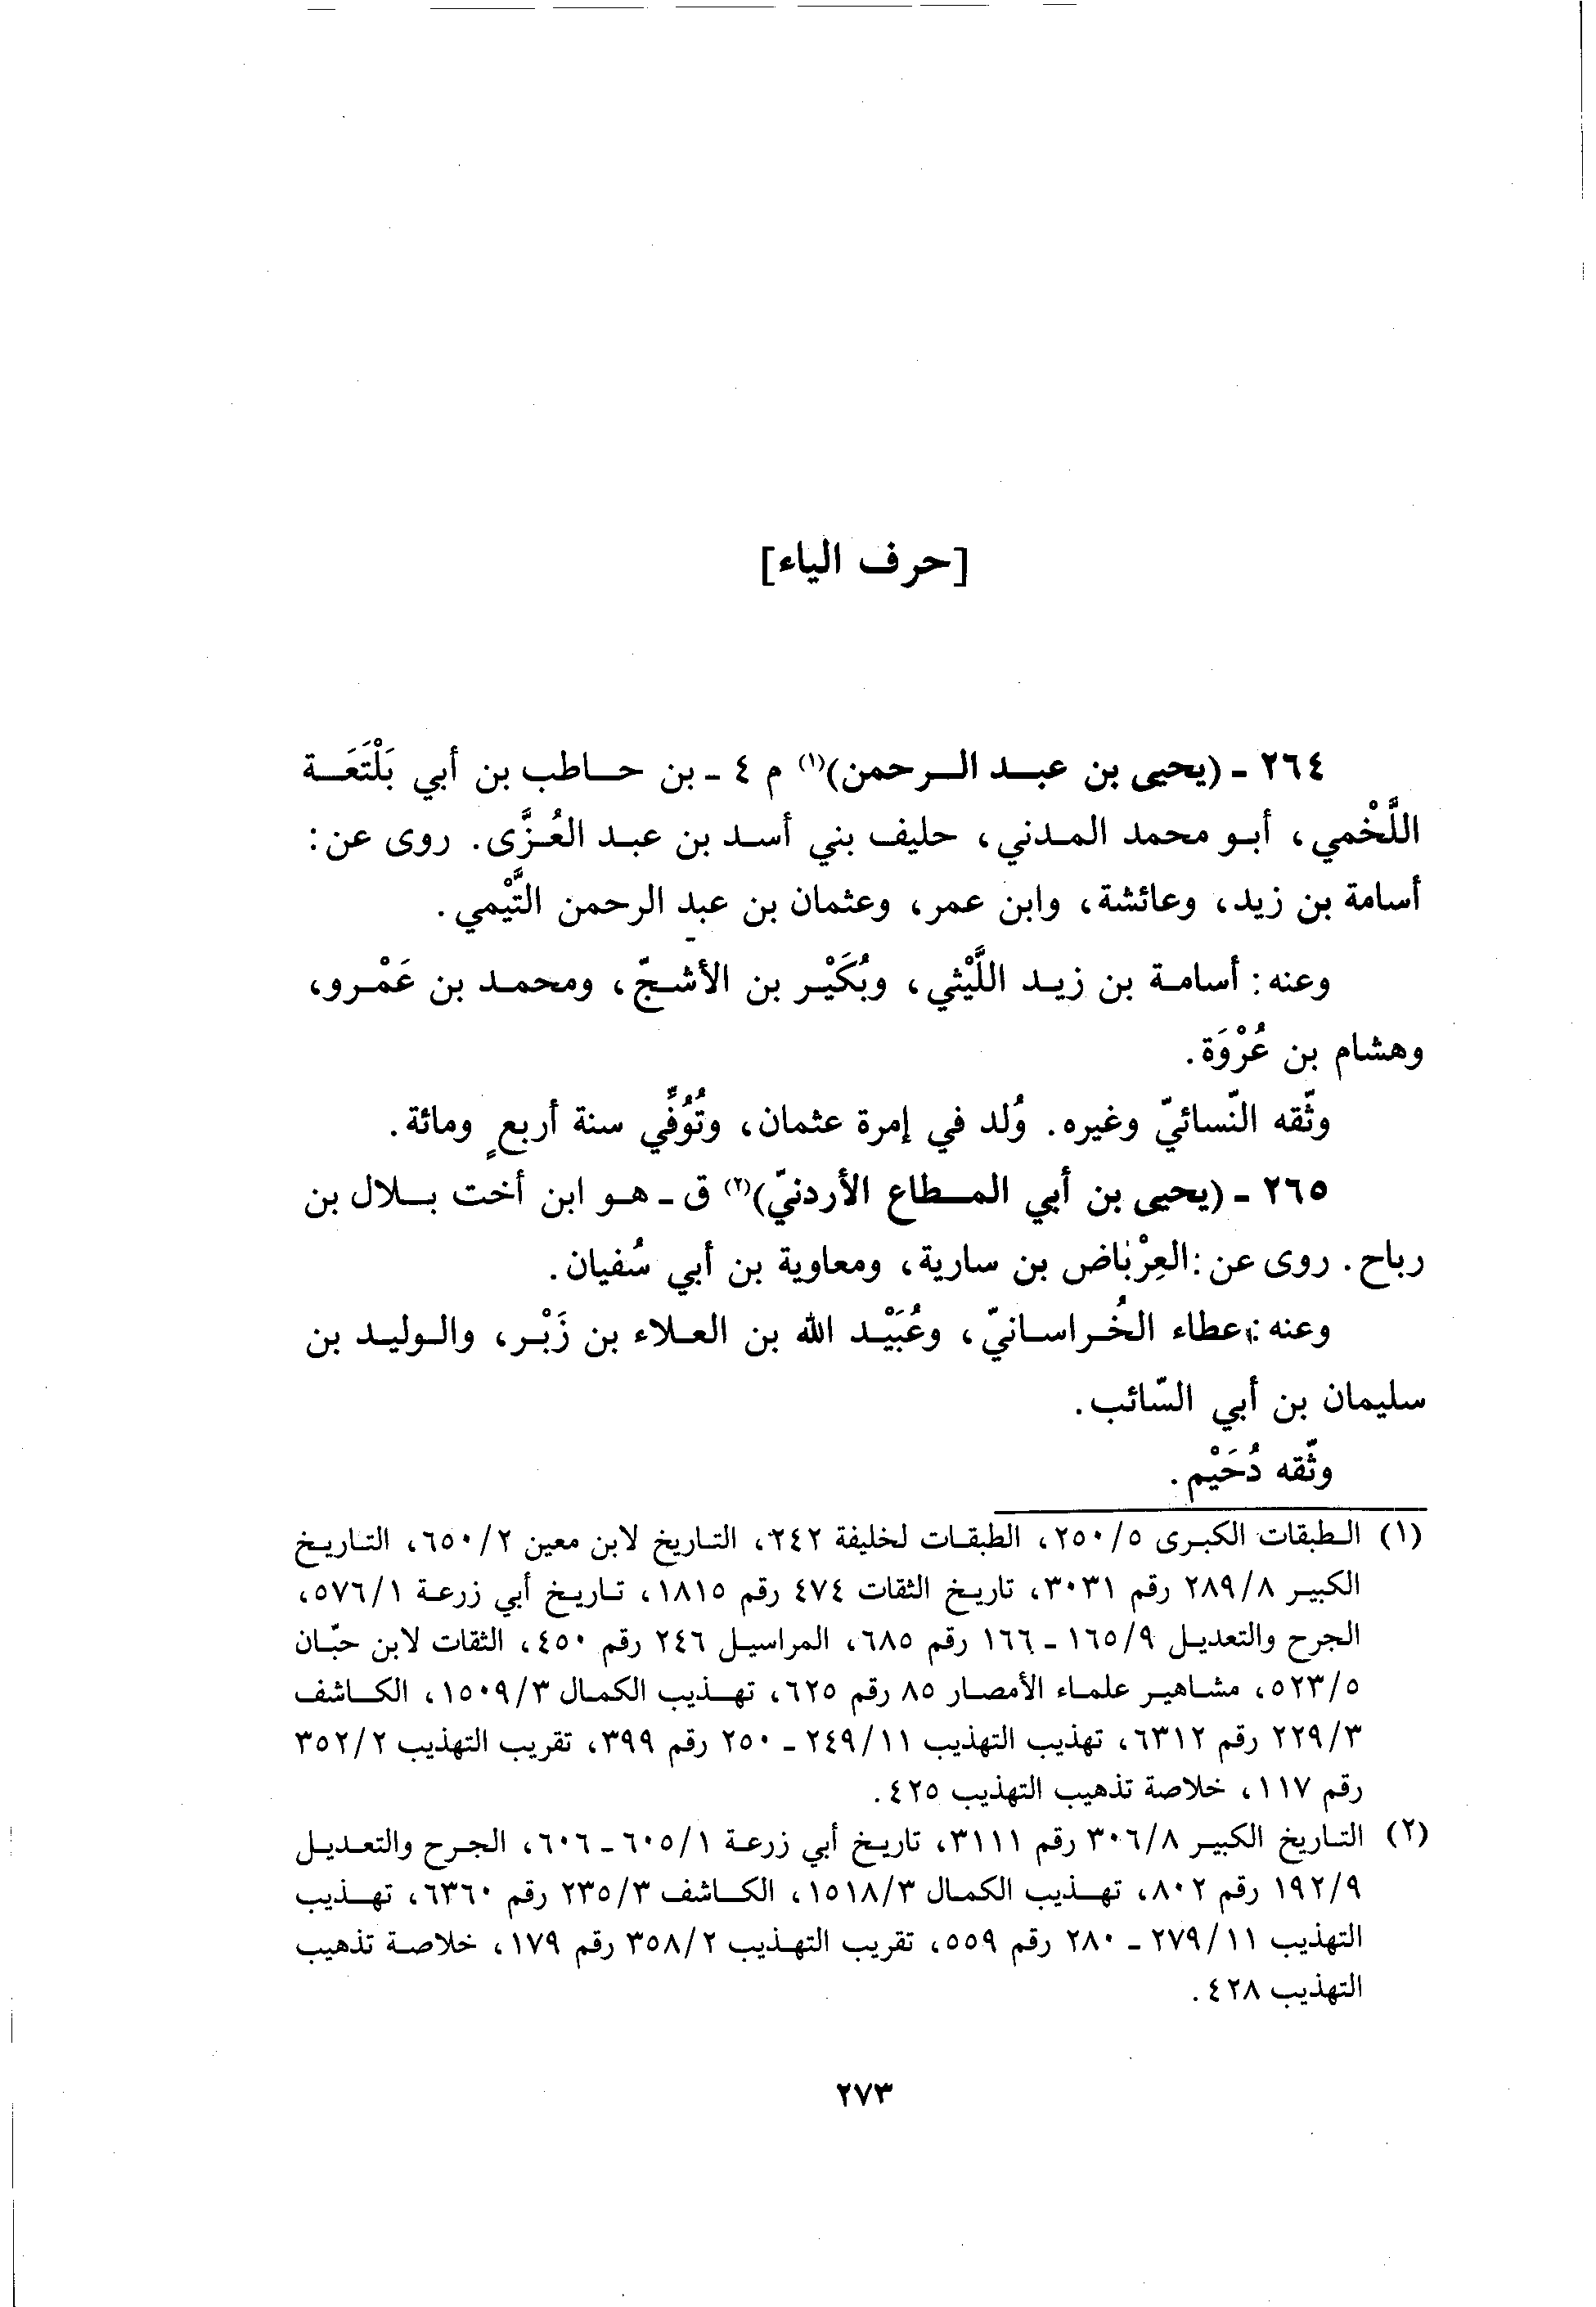 [حرف الياء]
٢٦٤ - (يحيى بن عبد الرحمن)(١) م ٤ - بن حاطب بن أبي بَلْتَعَة
اللَّخْمي، أبو محمد المدني، حليف بني أسد بن عبد العُزَّى. روى عن:
أسامة بن زيد، وعائشة، وابن عمر، وعثمان بن عبد الرحمن التَّيْمي.
وعنه: أسامة بن زيد اللَّيْثي، وبُكَيْر بن الأشجّ، ومحمد بن عَمْرو،
وهشام بن عُرْوَة.
وثّقه النّسائيّ وغيره. وُلد في إمرة عثمان، وتُوُفِّي سنة أربعٍ ومائة.
٢٦٥ - (يحيى بن أبي المطاع الأردنيّ)(٢) ق - هو ابن أخت بلال بن
رباح. روى عن: العِرْبَاض بن سارية، ومعاوية بن أبي سُفيان.
وعنه: عطاء الخُراسانيّ، وعُبَيْد الله بن العلاء بن زَبْر، والوليد بن
سليمان بن أبي السّائب.
وثّقه دُحَيْم.
(١) الطبقات الكبرى ٢٥٠/٥، الطبقات لخليفة ٢٤٢، التاريخ لابن معين ٦٥٠/٢، التاريخ
الكبير ٢٨٩/٨ رقم ٣٠٣١، تاريخ الثقات ٤٧٤ رقم ١٨١٥، تاريخ أبي زرعة ٥٧٦/١،
الجرح والتعديل ١٦٥/٩ - ١٦٦ رقم ٦٨٥، المراسيل ٢٤٦ رقم ٤٥٠، الثقات لابن حبّان
٥٢٣/٥، مشاهير علماء الأمصار ٨٥ رقم ٦٢٥، تهذيب الكمال ١٥٠٩/٣، الكاشف
٢٢٩/٣ رقم ٦٣١٢، تهذيب التهذيب ٢٤٩/١١ - ٢٥٠ رقم ٣٩٩، تقريب التهذيب ٣٥٢/٢
رقم ١١٧، خلاصة تذهيب التهذيب ٤٢٥.
(٢) التاريخ الكبير ٣٠٦/٨ رقم ٣١١١، تاريخ أبي زرعة ٦٠٥/١ - ٦٠٦، الجرح والتعديل
١٩٢/٩ رقم ٨٠٢، تهذيب الكمال ١٥١٨/٣، الكاشف ٢٣٥/٣ رقم ٦٣٦٠، تهذيب
التهذيب ٢٧٩/١١ - ٢٨٠ رقم ٥٥٩، تقريب التهذيب ٣٥٨/٢ رقم ١٧٩، خلاصة تذهيب
التهذيب ٤٢٨.
٢٧٣